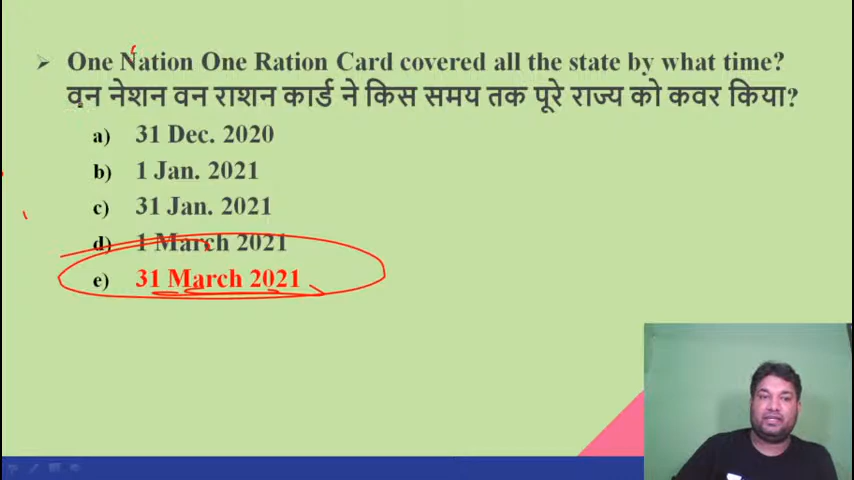 One Nation One Ration Card covered all the state by what time?
वन नेशन वन राशन कार्ड ने किस समय तक पूरे राज्य को कवर किया?
a) 31 Dec. 2020
b) 1 Jan. 2021
c) 31 Jan. 2021
d) 1 March 2021
e) 31 March 2021